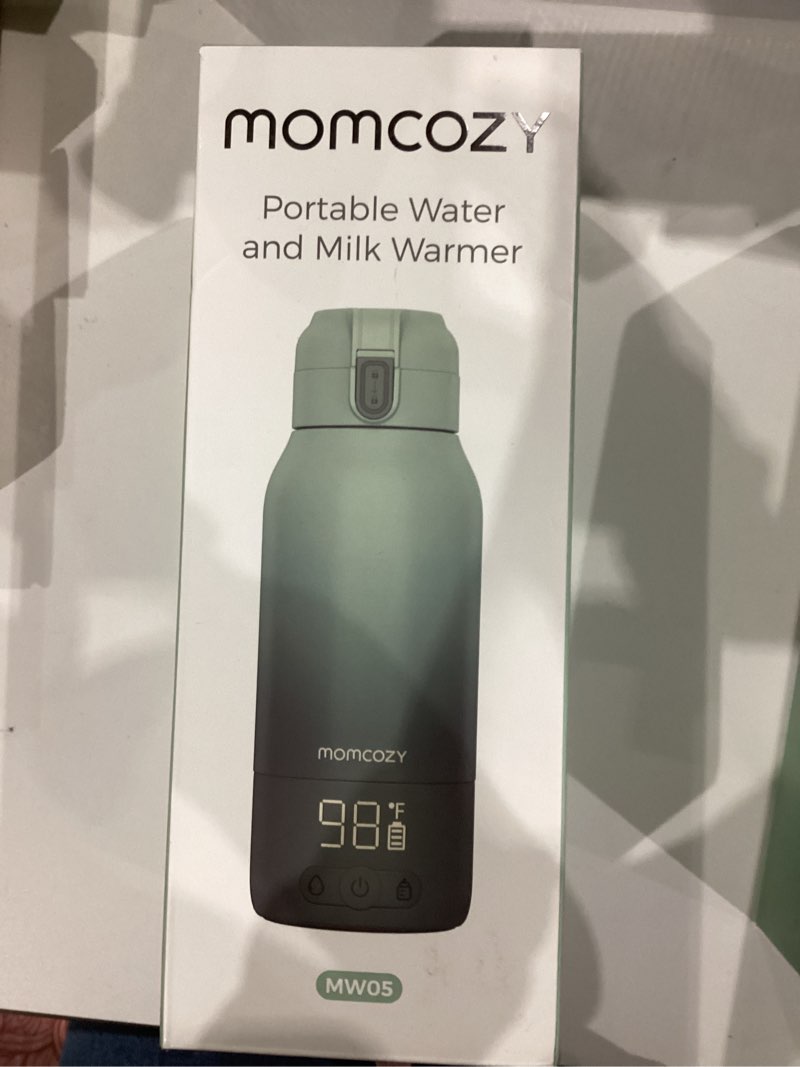 momcozy
Portable Water
and Milk Warmer
momcozy
98°F
MW05